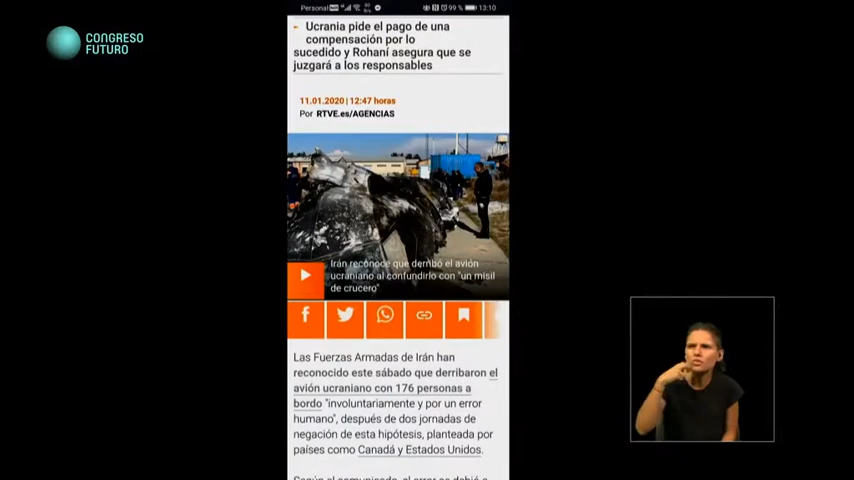 CONGRESO
FUTURO
Personal
99 %
13:10
Ucrania pide el pago de una
compensación por lo
sucedido y Rohaní asegura que se
juzgará a los responsables
11.01.2020 | 12:47 horas
Por RTVE.es/AGENCIAS
Irán reconoce que derribó el avión
ucraniano al confundirlo con "un misil
de crucero"
Las Fuerzas Armadas de Irán han
reconocido este sábado que derribaron el
avión ucraniano con 176 personas a
bordo "involuntariamente y por un error
humano", después de dos jornadas de
negación de esta hipótesis, planteada por
países como Canadá y Estados Unidos.